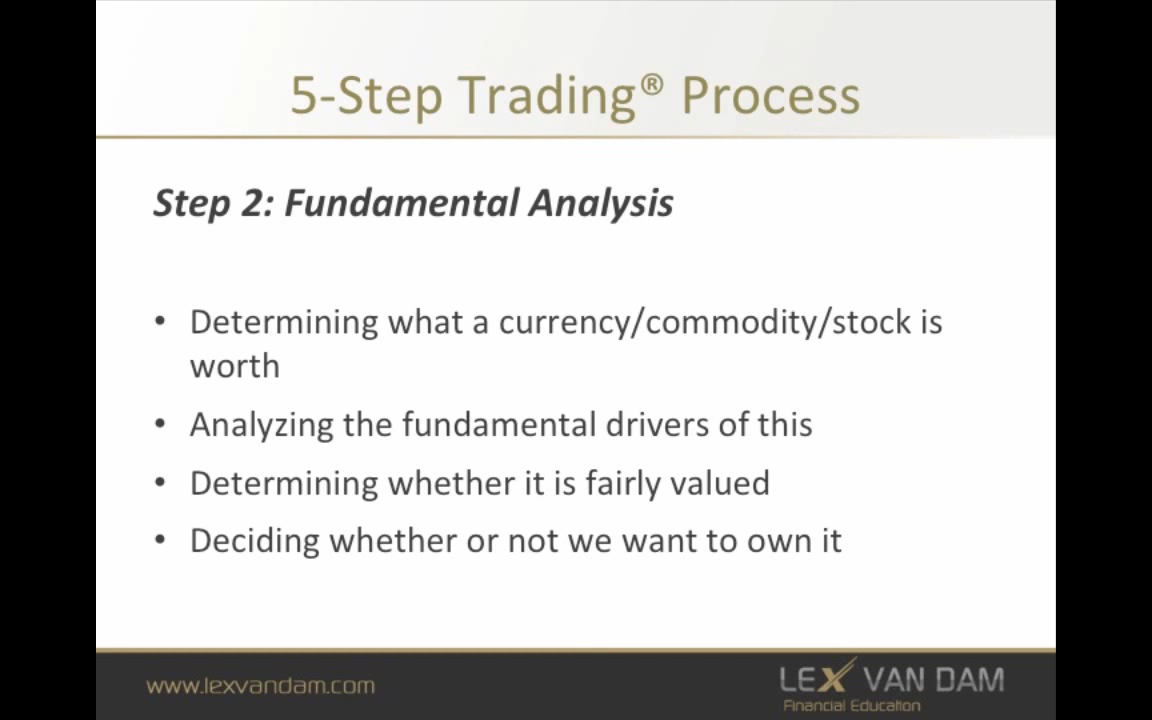 5-Step Trading® Process
Step 2: Fundamental Analysis
• Determining what a currency/commodity/stock is
worth
• Analyzing the fundamental drivers of this
• Determining whether it is fairly valued
• Deciding whether or not we want to own it
www.lexvandam.com
LEX VAN DAM
Financial Education